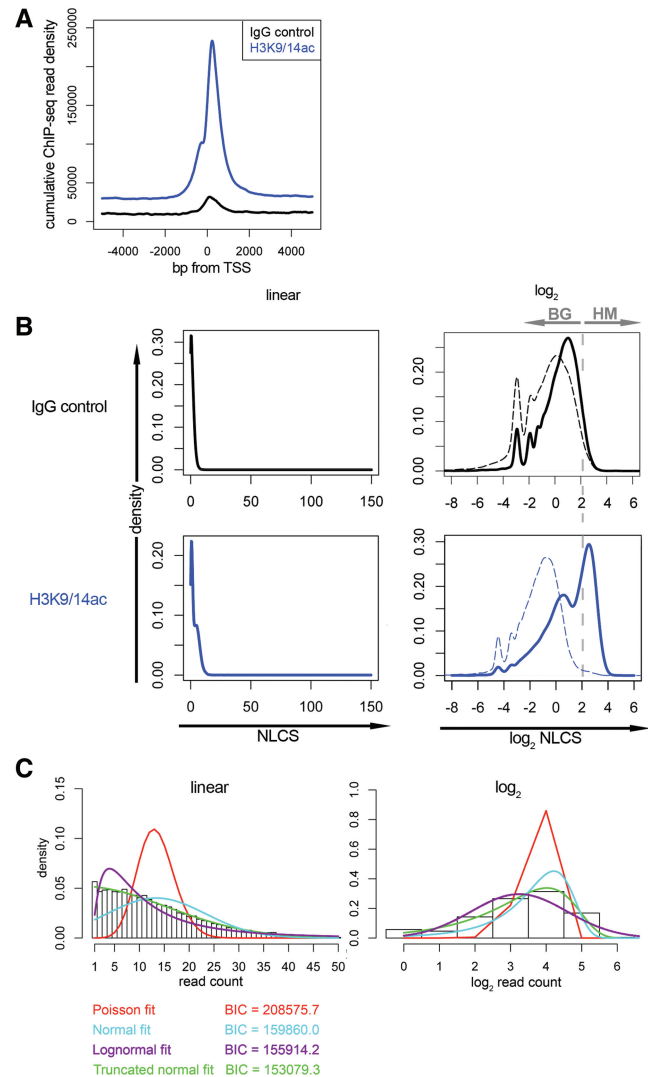 A
cumulative ChIP-seq read density
250000
150000
50000
0
IgG control
H3K9/14ac
-4000 -2000 0 2000 4000
bp from TSS
linear
log2
B
BG HM
IgG control
density
0.30
0.20
0.10
0.00
0 50 100 150
0.20
0.10
0.00
-8 -6 -4 -2 0 2 4 6
H3K9/14ac
0.20
0.10
0.00
0 50 100 150
NLCS
0.30
0.20
0.10
0.00
-8 -6 -4 -2 0 2 4 6
log2 NLCS
C
linear
density
0.15
0.10
0.05
0.00
1 5 10 15 20 25 30 35 40 45 50
read count
log2
1.0
0.8
0.6
0.4
0.2
0.0
0 1 2 3 4 5 6
log2 read count
Poisson fit BIC = 208575.7
Normal fit BIC = 159860.0
Lognormal fit BIC = 155914.2
Truncated normal fit BIC = 153079.3